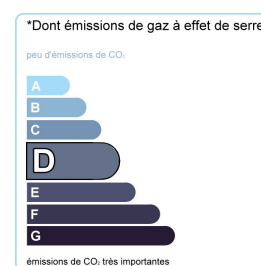 *Dont émissions de gaz à effet de serre
peu d'émissions de CO₂
A
B
C
D
E
F
G
émissions de CO₂ très importantes